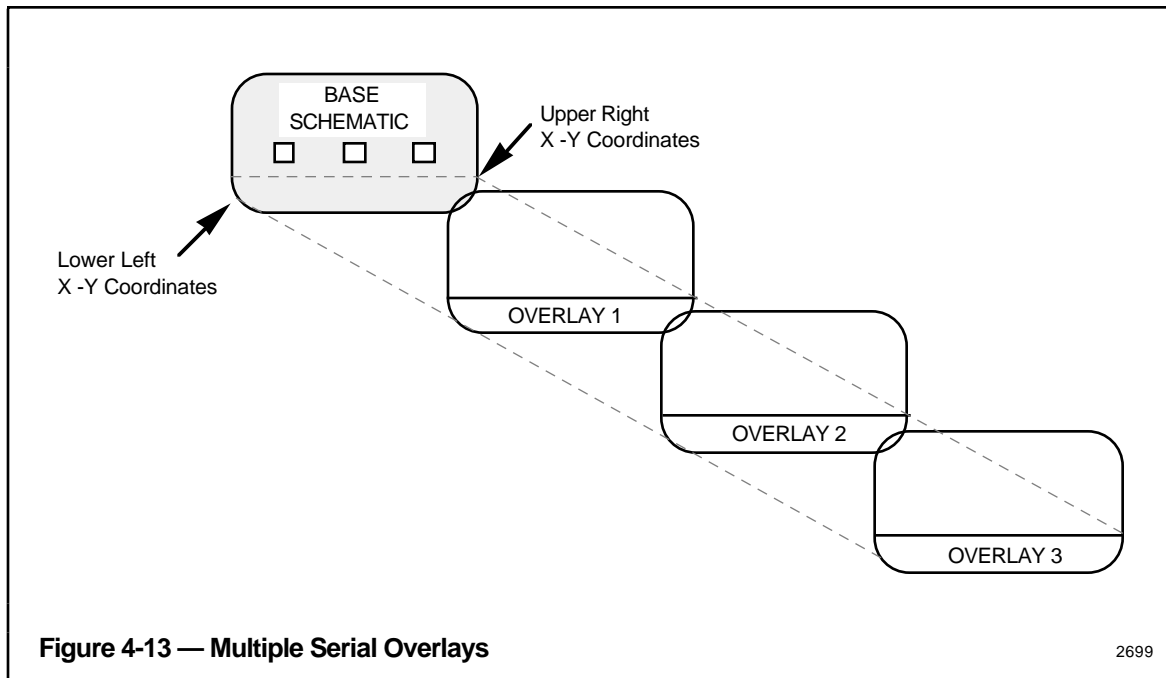 BASE
SCHEMATIC
Upper Right
X -Y Coordinates
Lower Left
X -Y Coordinates
OVERLAY 1
OVERLAY 2
OVERLAY 3
Figure 4-13 — Multiple Serial Overlays
2699